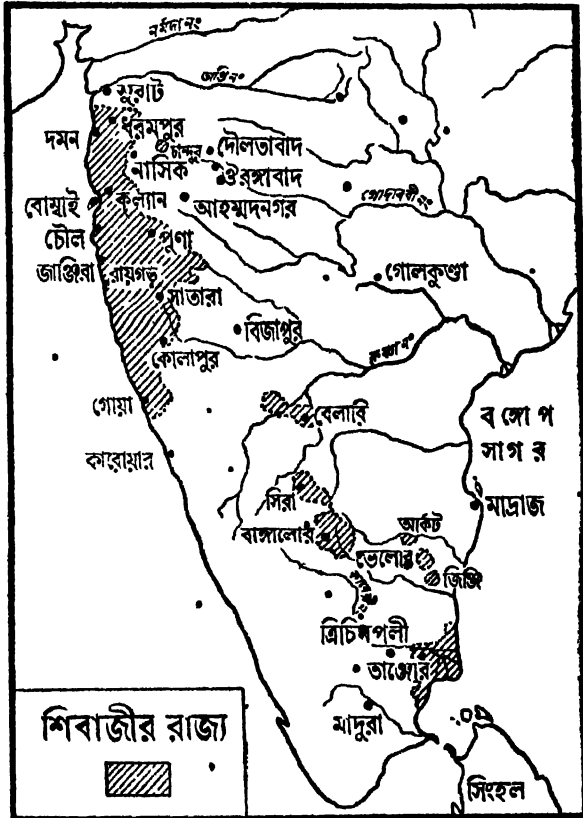 নর্মদা নং
তাপ্তি নং
সুরাট
ধরমপুর
দমন
চান্দুর
দৌলতাবাদ
নাসিক
ঔরঙ্গাবাদ
গোদাবরী নং
বোম্বাই
কল্যান
আহম্মদনগর
চৌল
পুণা
জাঞ্জিরা
রায়গড়
গোলকুণ্ডা
সাতারা
বিজাপুর
কৃষ্ণা নং
কোলাপুর
গোয়া
বেলারি
বঙ্গোপ
সাগর
কারোয়ার
সিরা
মাদ্রাজ
আর্কট
বাঙ্গালোর
ভেলোর
জিঞ্জি
ত্রিচিনপলী
তাঞ্জোর
মাদুরা
শিবাজীর রাজ্য
সিংহল